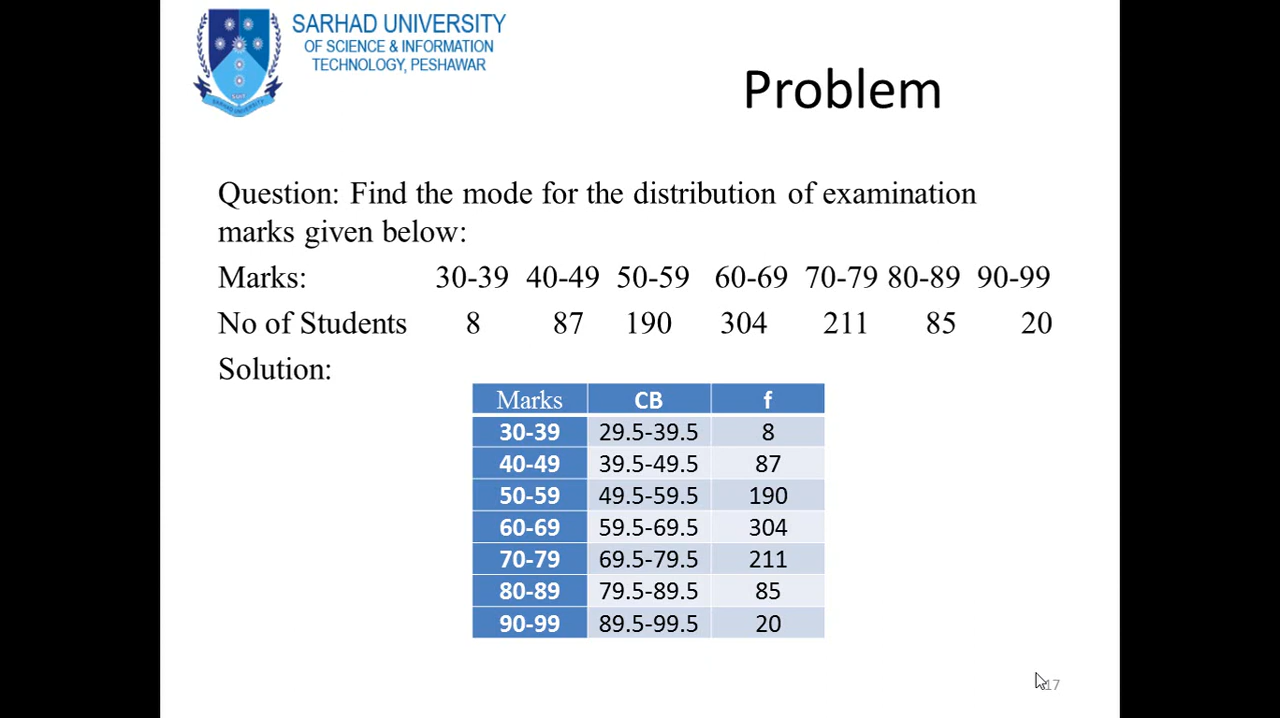 SARHAD UNIVERSITY
OF SCIENCE & INFORMATION
TECHNOLOGY, PESHAWAR
Problem
Question: Find the mode for the distribution of examination
marks given below:
Marks: 30-39 40-49 50-59 60-69 70-79 80-89 90-99
No of Students 8 87 190 304 211 85 20
Solution:
Marks CB f
30-39 29.5-39.5 8
40-49 39.5-49.5 87
50-59 49.5-59.5 190
60-69 59.5-69.5 304
70-79 69.5-79.5 211
80-89 79.5-89.5 85
90-99 89.5-99.5 20
17